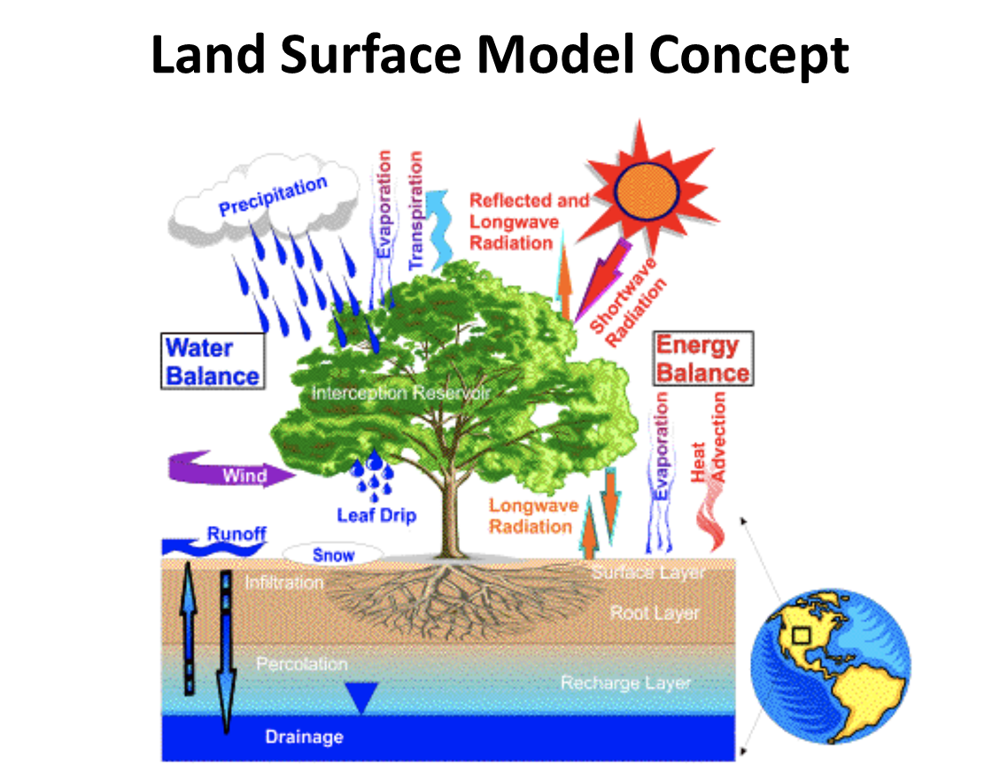 Land Surface Model Concept
Precipitation
Evaporation
Transpiration
Reflected and
Longwave
Radiation
Shortwave
Radiation
Water
Balance
Energy
Balance
Interception Reservoir
Evaporation
Heat
Advection
Wind
Leaf Drip
Longwave
Radiation
Runoff
Snow
Infiltration
Surface Layer
Root Layer
Percolation
Recharge Layer
Drainage